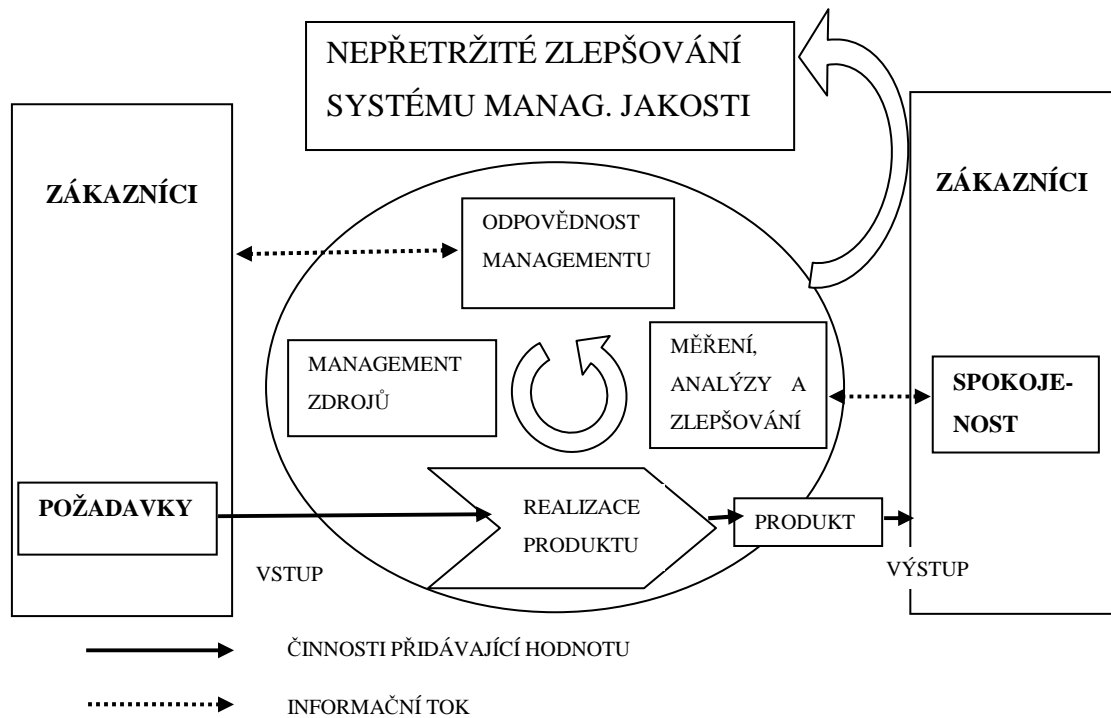 NEPŘETRŽITÉ ZLEPŠOVÁNÍ
SYSTÉMU MANAG. JAKOSTI
ZÁKAZNÍCI
ZÁKAZNÍCI
ODPOVĚDNOST
MANAGEMENTU
MANAGEMENT
ZDROJŮ
MĚŘENÍ,
ANALÝZY A
ZLEPŠOVÁNÍ
SPOKOJE-
NOST
POŽADAVKY
REALIZACE
PRODUKTU
PRODUKT
VSTUP
VÝSTUP
ČINNOSTI PŘIDÁVAJÍCÍ HODNOTU
INFORMAČNÍ TOK